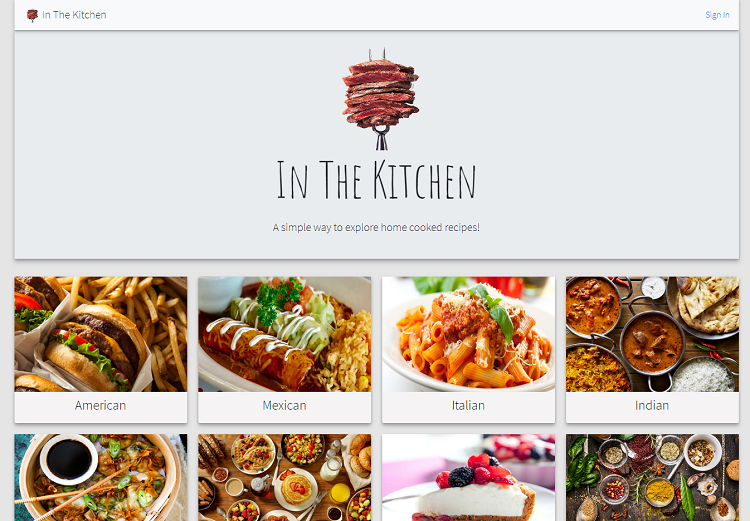 In The Kitchen
Sign In
In The Kitchen
A simple way to explore home cooked recipes!
American
Mexican
Italian
Indian